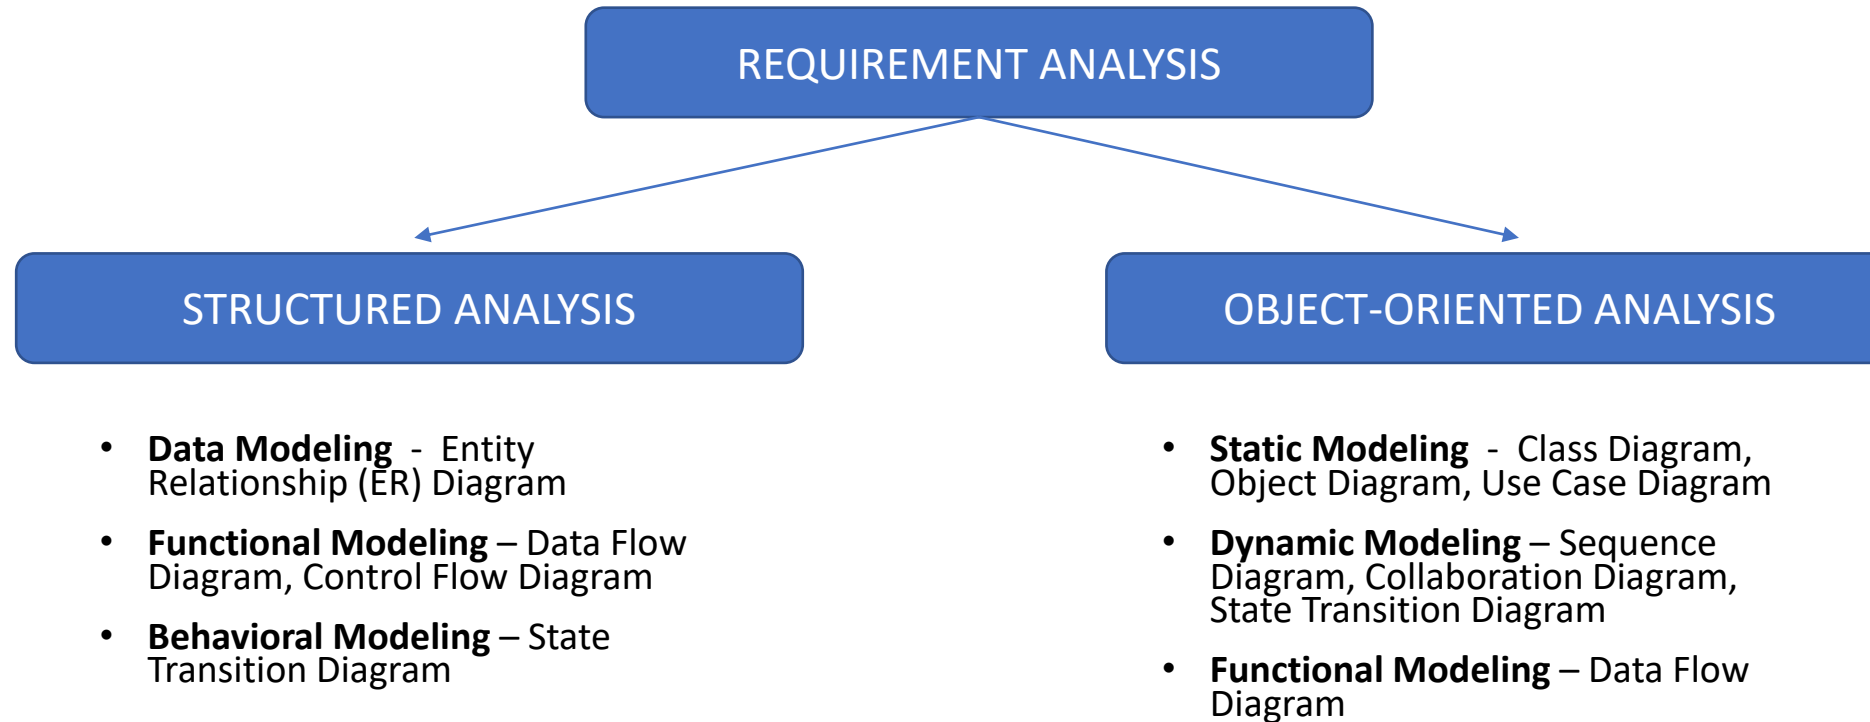 REQUIREMENT ANALYSIS
STRUCTURED ANALYSIS
• Data Modeling - Entity
Relationship (ER) Diagram
• Functional Modeling – Data Flow
Diagram, Control Flow Diagram
• Behavioral Modeling – State
Transition Diagram
OBJECT-ORIENTED ANALYSIS
• Static Modeling - Class Diagram,
Object Diagram, Use Case Diagram
• Dynamic Modeling – Sequence
Diagram, Collaboration Diagram,
State Transition Diagram
• Functional Modeling – Data Flow
Diagram